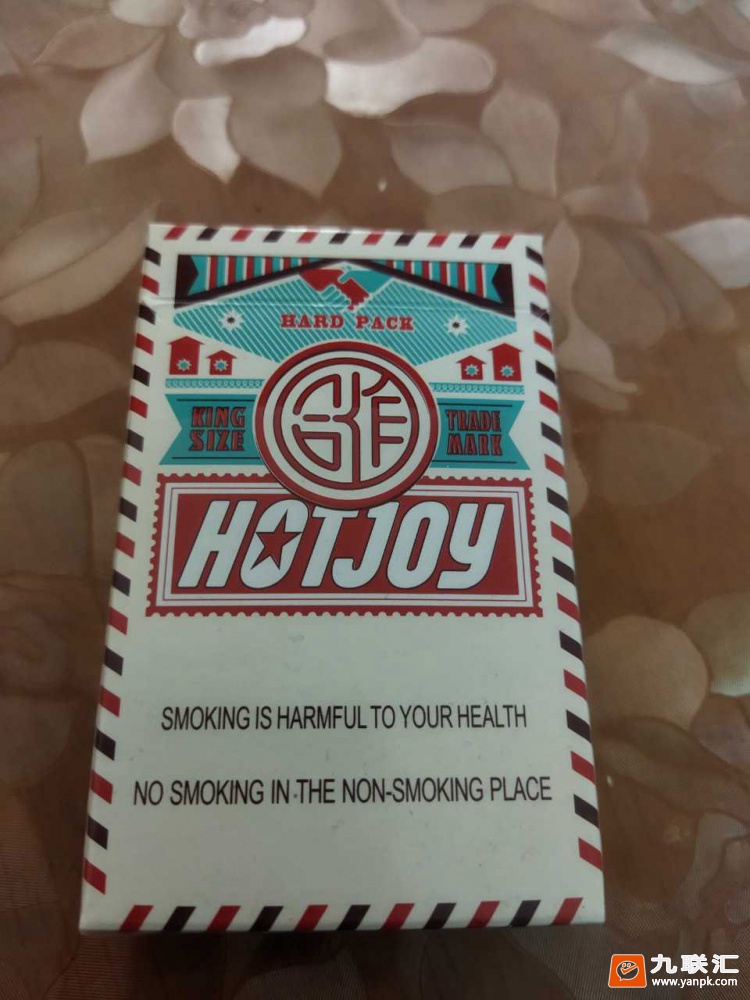 HARD PACK
KING
SIZE
TRADE
MARK
HOTJOY
SMOKING IS HARMFUL TO YOUR HEALTH
NO SMOKING IN THE NON-SMOKING PLACE
九联汇
www.yanpk.com